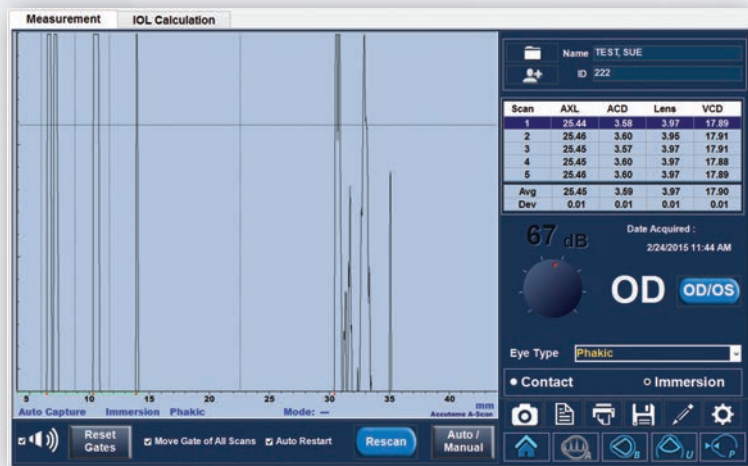 Measurement IOL Calculation
Name TEST, SUE
ID 222
Scan AXL ACD Lens VCD
1 25.44 3.58 3.97 17.89
2 25.46 3.60 3.95 17.91
3 25.45 3.57 3.97 17.91
4 25.45 3.60 3.97 17.88
5 25.46 3.60 3.97 17.89
Avg 25.45 3.59 3.97 17.90
Dev 0.01 0.01 0.01 0.01
67 dB
Date Acquired :
2/24/2015 11:44 AM
OD OD/OS
Eye Type Phakic
Contact Immersion
5 10 15 20 25 30 35 40 mm
Auto Capture Immersion Phakic Mode: — Accutome A-Scan
Reset Gates
Move Gate of All Scans
Auto Restart
Rescan
Auto / Manual
A B U P